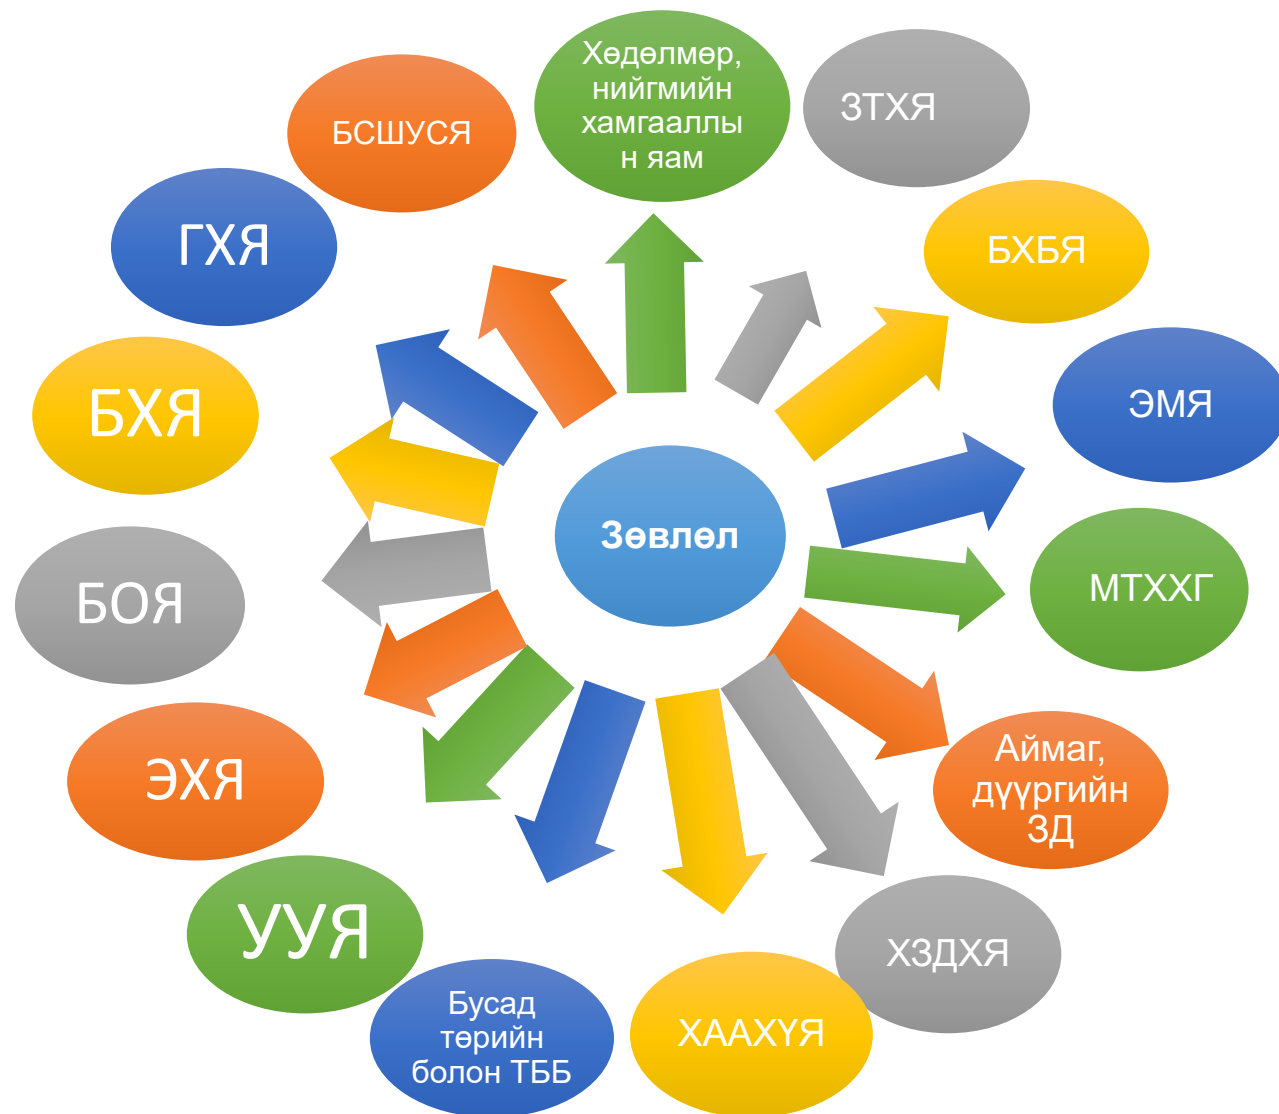 Хөдөлмөр,
нийгмийн
хамгааллы
н яам
ЗТХЯ
БХБЯ
ЭМЯ
МТХХГ
Аймаг,
дүүргийн
ЗД
ХЗДХЯ
ХААХҮЯ
Бусад
төрийн
болон ТББ
УУЯ
ЭХЯ
БОЯ
БХЯ
ГХЯ
БСШУСЯ
Зөвлөл